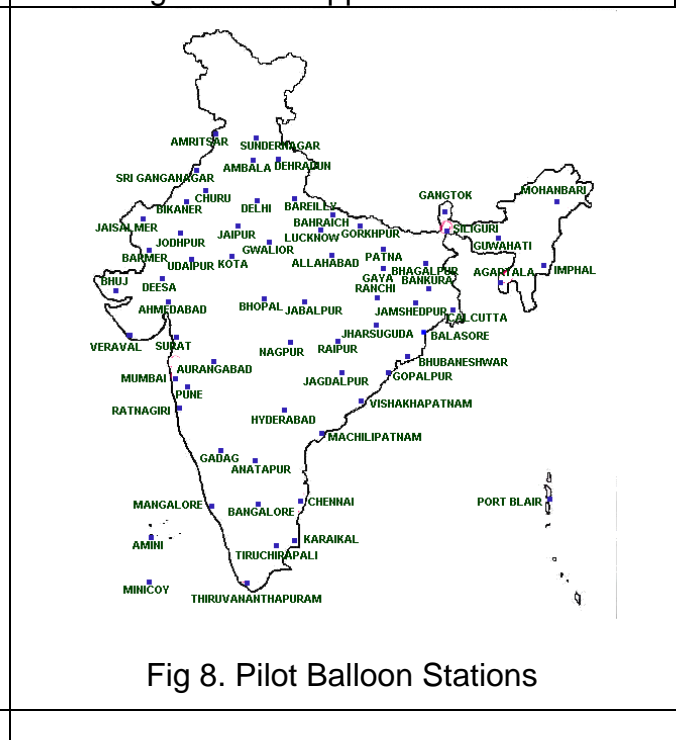 AMRITSAR
SUNDERNAGAR
AMBALA
DEHRADUN
SRI GANGANAGAR
CHURU
BIKANER
DELHI
BAREILLY
GANGTOK
MOHANBARI
JAISALMER
BAHRAICH
JODHPUR
JAIPUR
LUCKNOW
GORKHPUR
SILIGURI
GUWAHATI
GWALIOR
BARMER
UDAIPUR
KOTA
ALLAHABAD
PATNA
BHAGALPUR
AGARTALA
IMPHAL
GAYA
BANKURA
BHUJ
DEESA
RANCHI
AHMEDABAD
BHOPAL
JABALPUR
JAMSHEDPUR
CALCUTTA
JHARSUGUDA
BALASORE
VERAVAL
SURAT
NAGPUR
RAIPUR
BHUBANESHWAR
AURANGABAD
MUMBAI
JAGDALPUR
GOPALPUR
PUNE
RATNAGIRI
VISHAKHAPATNAM
HYDERABAD
MACHILIPATNAM
GADAG
ANATAPUR
MANGALORE
BANGALORE
CHENNAI
PORT BLAIR
AMINI
KARAIKAL
TIRUCHIRAPALI
MINICOY
THIRUVANANTHAPURAM
Fig 8. Pilot Balloon Stations